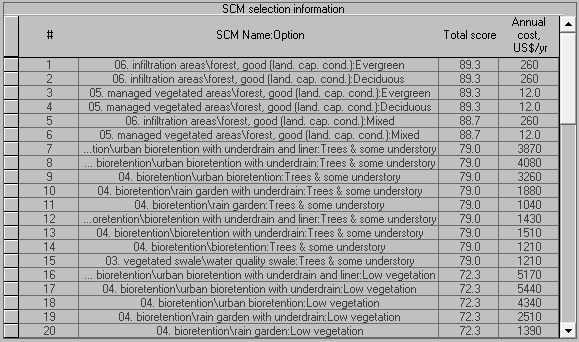 SCM selection information
# SCM Name:Option Total score Annual cost, US$/yr
1 06. infiltration areas\forest, good (land. cap. cond.):Evergreen 89.3 260
2 06. infiltration areas\forest, good (land. cap. cond.):Deciduous 89.3 260
3 05. managed vegetated areas\forest, good (land. cap. cond.):Evergreen 89.3 12.0
4 05. managed vegetated areas\forest, good (land. cap. cond.):Deciduous 89.3 12.0
5 06. infiltration areas\forest, good (land. cap. cond.):Mixed 88.7 260
6 05. managed vegetated areas\forest, good (land. cap. cond.):Mixed 88.7 12.0
7 ...tion\urban bioretention with underdrain and liner:Trees & some understory 79.0 3870
8 ... bioretention\urban bioretention with underdrain:Trees & some understory 79.0 4080
9 04. bioretention\urban bioretention:Trees & some understory 79.0 3260
10 04. bioretention\rain garden with underdrain:Trees & some understory 79.0 1880
11 04. bioretention\rain garden:Trees & some understory 79.0 1040
12 ...oretention\bioretention with underdrain and liner:Trees & some understory 79.0 1430
13 04. bioretention\bioretention with underdrain:Trees & some understory 79.0 1510
14 04. bioretention\bioretention:Trees & some understory 79.0 1210
15 03. vegetated swale\water quality swale:Trees & some understory 79.0 1210
16 ... bioretention\urban bioretention with underdrain and liner:Low vegetation 72.3 5170
17 04. bioretention\urban bioretention with underdrain:Low vegetation 72.3 5440
18 04. bioretention\urban bioretention:Low vegetation 72.3 4340
19 04. bioretention\rain garden with underdrain:Low vegetation 72.3 2510
20 04. bioretention\rain garden:Low vegetation 72.3 1390